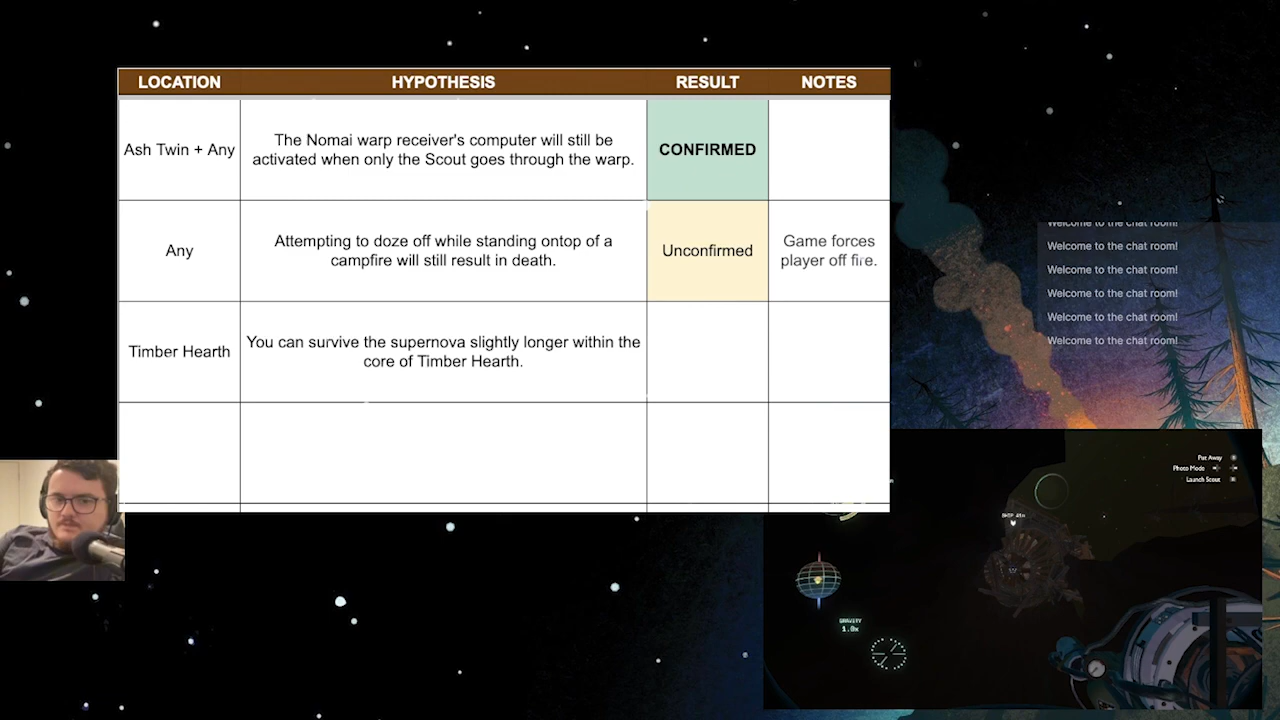 LOCATION HYPOTHESIS RESULT NOTES
Ash Twin + Any
The Nomai warp receiver's computer will still be
activated when only the Scout goes through the warp.
CONFIRMED
Any
Attempting to doze off while standing ontop of a
campfire will still result in death.
Unconfirmed
Game forces
player off fire.
Timber Hearth
You can survive the supernova slightly longer within the
core of Timber Hearth.
Welcome to the chat room!
Welcome to the chat room!
Welcome to the chat room!
Welcome to the chat room!
Welcome to the chat room!
Welcome to the chat room!
Put Away
Photo Mode
Launch Scout
GRAVITY
1.0x